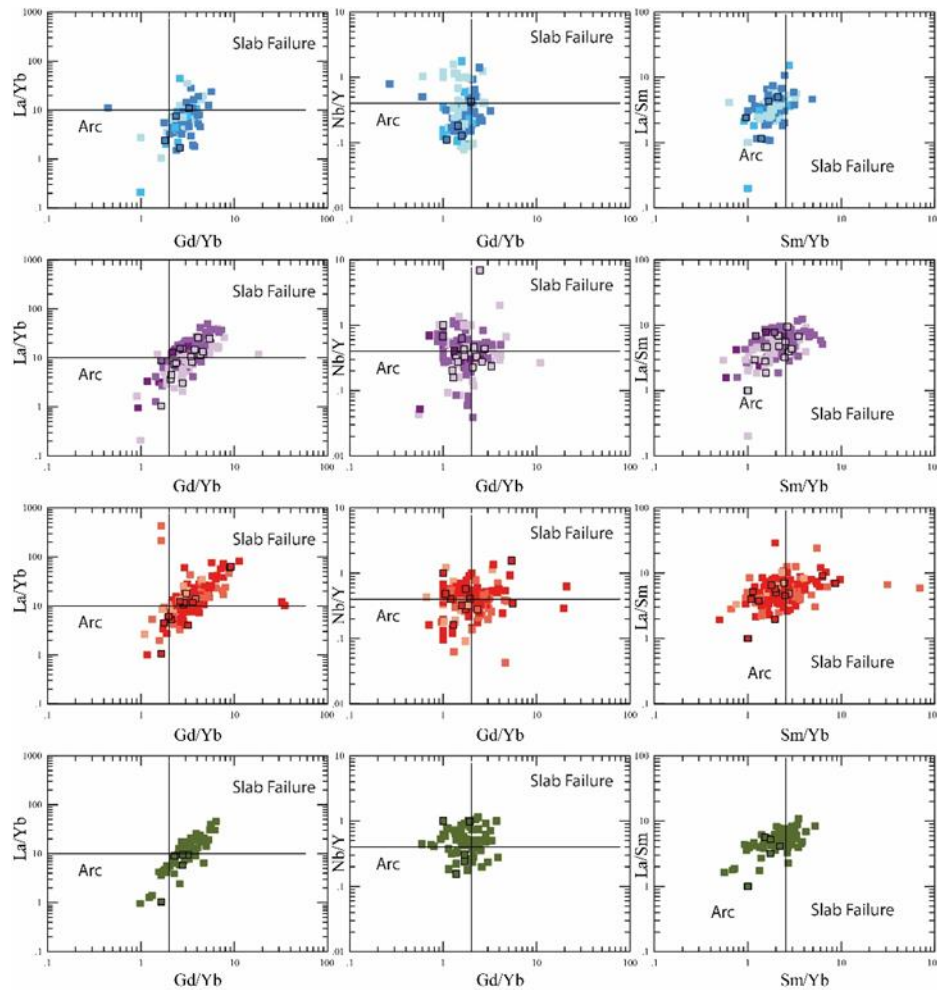 1000
100
10
1
.1
La/Yb
Slab Failure
Arc
.1 1 10 100
Gd/Yb
10
1
.1
.01
Nb/Y
Slab Failure
Arc
.1 1 10 100
Gd/Yb
100
10
1
.1
La/Sm
Arc
Slab Failure
.1 1 10 100
Sm/Yb
1000
100
10
1
.1
La/Yb
Slab Failure
Arc
.1 1 10 100
Gd/Yb
10
1
.1
.01
Nb/Y
Slab Failure
Arc
.1 1 10 100
Gd/Yb
100
10
1
.1
La/Sm
Arc
Slab Failure
.1 1 10 100
Sm/Yb
1000
100
10
1
.1
La/Yb
Slab Failure
Arc
.1 1 10 100
Gd/Yb
10
1
.1
.01
Nb/Y
Slab Failure
Arc
.1 1 10 100
Gd/Yb
100
10
1
.1
La/Sm
Arc
Slab Failure
.1 1 10 100
Sm/Yb
1000
100
10
1
.1
La/Yb
Slab Failure
Arc
.1 1 10 100
Gd/Yb
10
1
.1
.01
Nb/Y
Slab Failure
Arc
.1 1 10 100
Gd/Yb
100
10
1
.1
La/Sm
Arc
Slab Failure
.1 1 10 100
Sm/Yb